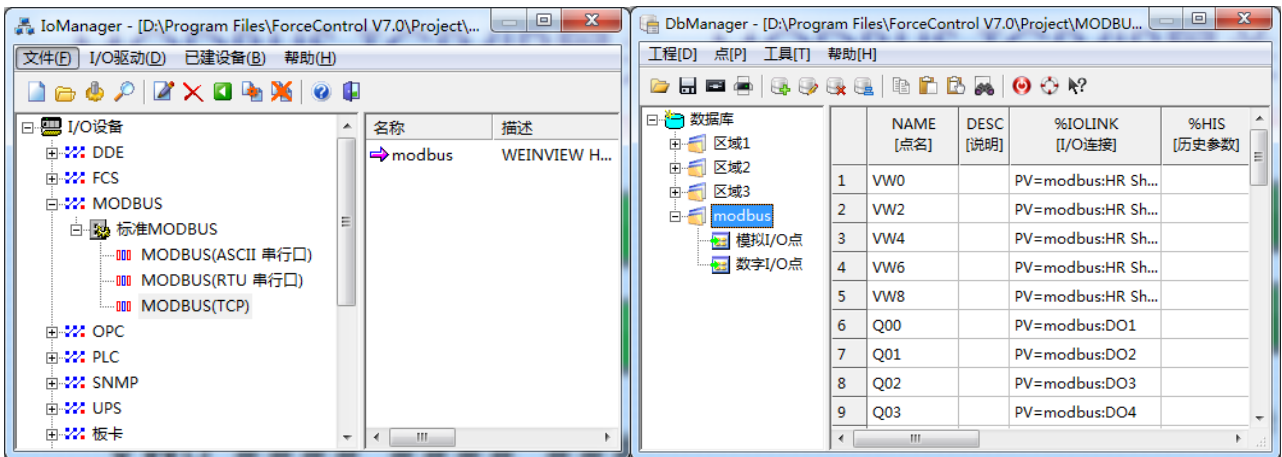 IoManager - [D:\Program Files\ForceControl V7.0\Project\...
文件(F) I/O驱动(D) 已建设备(B) 帮助(H)
I/O设备
DDE
FCS
MODBUS
标准MODBUS
MODBUS(ASCII 串行口)
MODBUS(RTU 串行口)
MODBUS(TCP)
OPC
PLC
SNMP
UPS
板卡
名称 描述
modbus WEINVIEW H...
DbManager - [D:\Program Files\ForceControl V7.0\Project\MODBU...
工程[D] 点[P] 工具[T] 帮助[H]
数据库
区域1
区域2
区域3
modbus
模拟I/O点
数字I/O点
NAME DESC %IOLINK %HIS
[点名] [说明] [I/O连接] [历史参数]
1 VW0 PV=modbus:HR Sh...
2 VW2 PV=modbus:HR Sh...
3 VW4 PV=modbus:HR Sh...
4 VW6 PV=modbus:HR Sh...
5 VW8 PV=modbus:HR Sh...
6 Q00 PV=modbus:DO1
7 Q01 PV=modbus:DO2
8 Q02 PV=modbus:DO3
9 Q03 PV=modbus:DO4